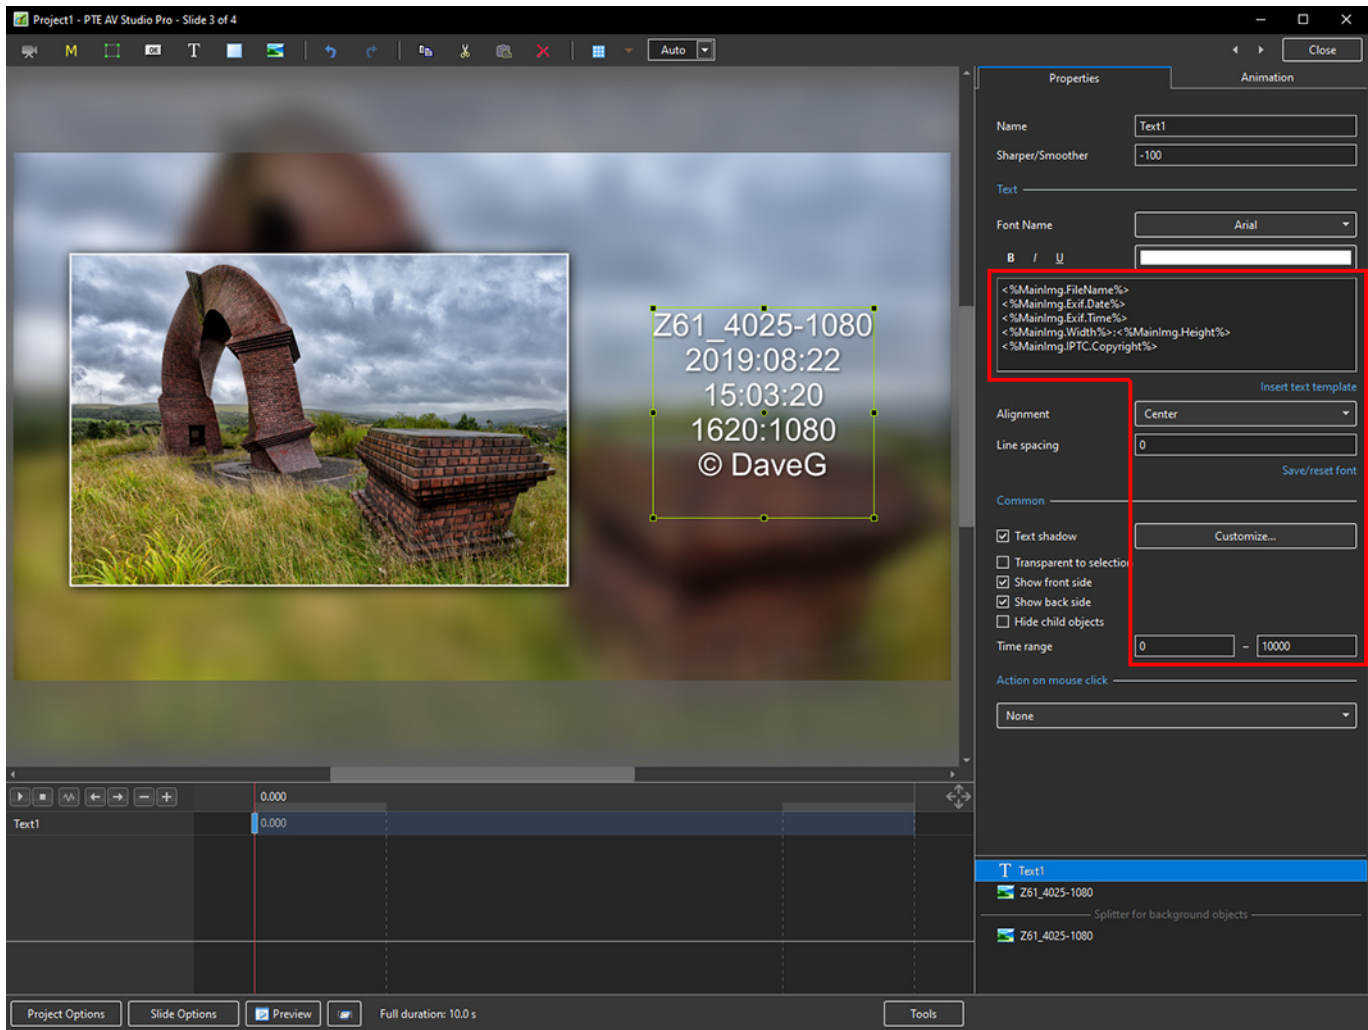 Project1 - PTE AV Studio Pro - Slide 3 of 4
M
OK
T
Auto
Close
Properties
Animation
Name
Text1
Sharper/Smoother
-100
Text
Font Name
Arial
B I U
<%MainImg.FileName%>
<%MainImg.Exif.Date%>
<%MainImg.Exif.Time%>
<%MainImg.Width%>:<%MainImg.Height%>
<%MainImg.IPTC.Copyright%>
Insert text template
Alignment
Center
Line spacing
0
Save/reset font
Common
Text shadow
Customize...
Transparent to selection
Show front side
Show back side
Hide child objects
Time range
0 – 10000
Action on mouse click
None
Z61_4025-1080
2019:08:22
15:03:20
1620:1080
© DaveG
0.000
Text1
0.000
T Text1
Z61_4025-1080
Splitter for background objects
Z61_4025-1080
Project Options
Slide Options
Preview
Full duration: 10.0 s
Tools